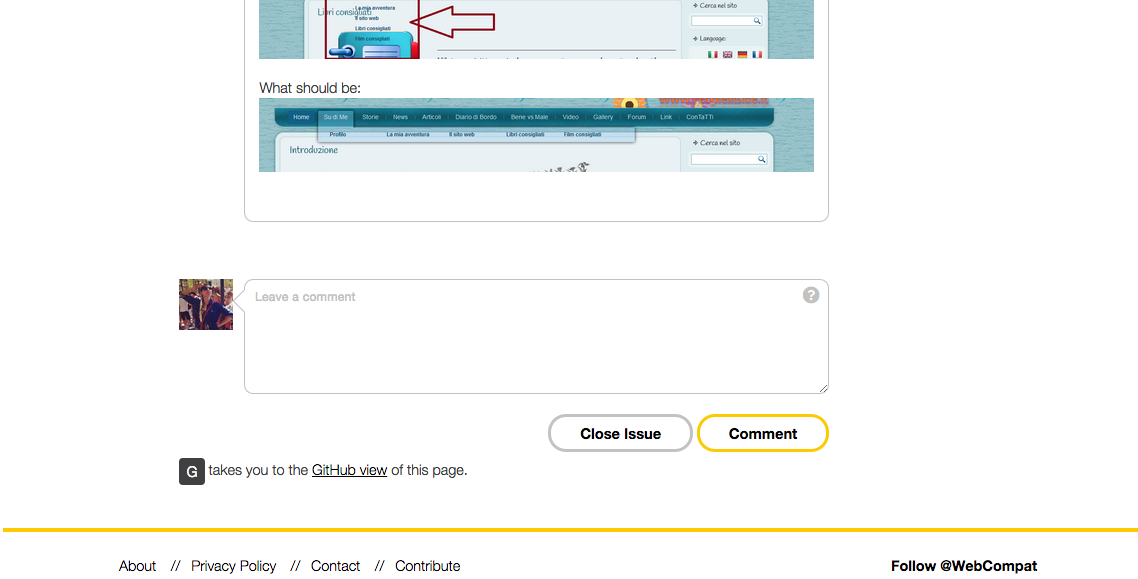 La mia avventura
Libri consigliati
Il sito web
Libri consigliati
Film consigliati
Cerca nel sito
Language:
What should be:
Home Su di Me Storie News Articoli Diario di Bordo Bene vs Male Video Gallery Forum Link ConTaTTi
Profilo La mia avventura Il sito web Libri consigliati Film consigliati
Cerca nel sito
Introduzione
Leave a comment
?
Close Issue Comment
G takes you to the GitHub view of this page.
About // Privacy Policy // Contact // Contribute Follow @WebCompat